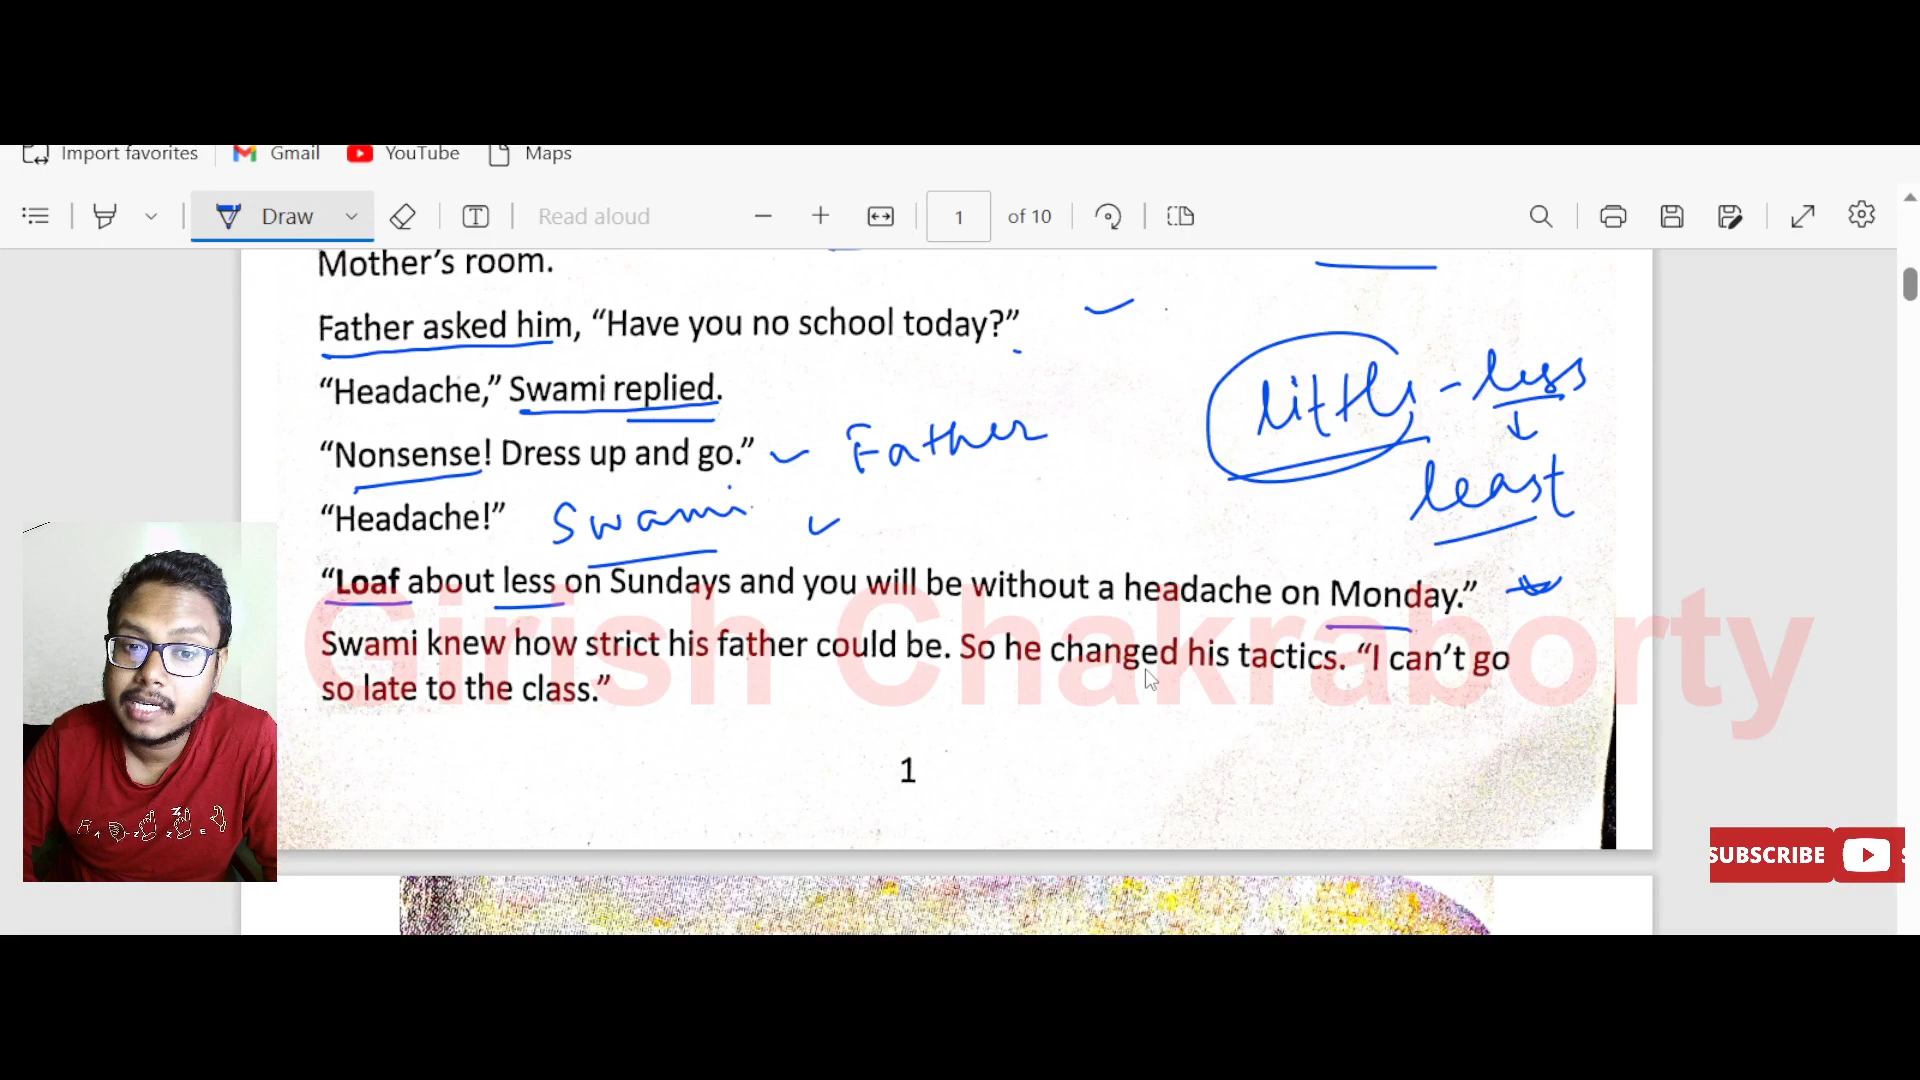 Import favorites Gmail YouTube Maps
Draw Read aloud 1 of 10
Mother's room.
Father asked him, “Have you no school today?”
“Headache,” Swami replied.
little - less
“Nonsense! Dress up and go.” Father
least
“Headache!” Swami
“Loaf about less on Sundays and you will be without a headache on Monday.”
Girish Chakraborty
Swami knew how strict his father could be. So he changed his tactics. “I can't go
so late to the class.”
1
SUBSCRIBE